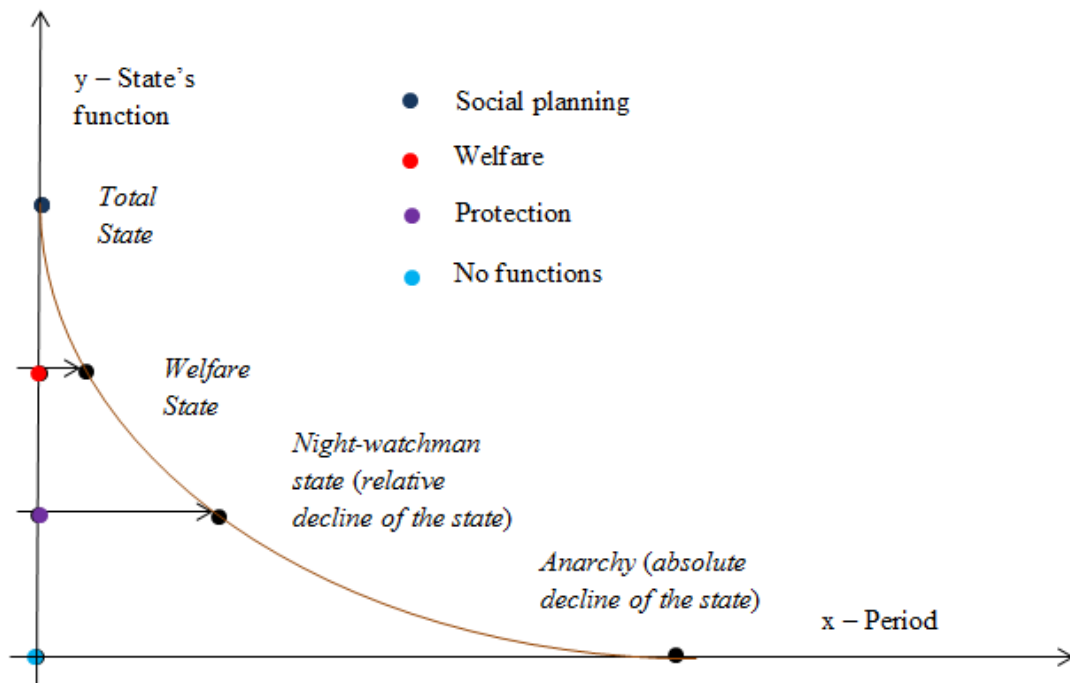 y – State’s
function
Social planning
Welfare
Protection
No functions
Total
State
Welfare
State
Night-watchman
state (relative
decline of the state)
Anarchy (absolute
decline of the state)
x – Period